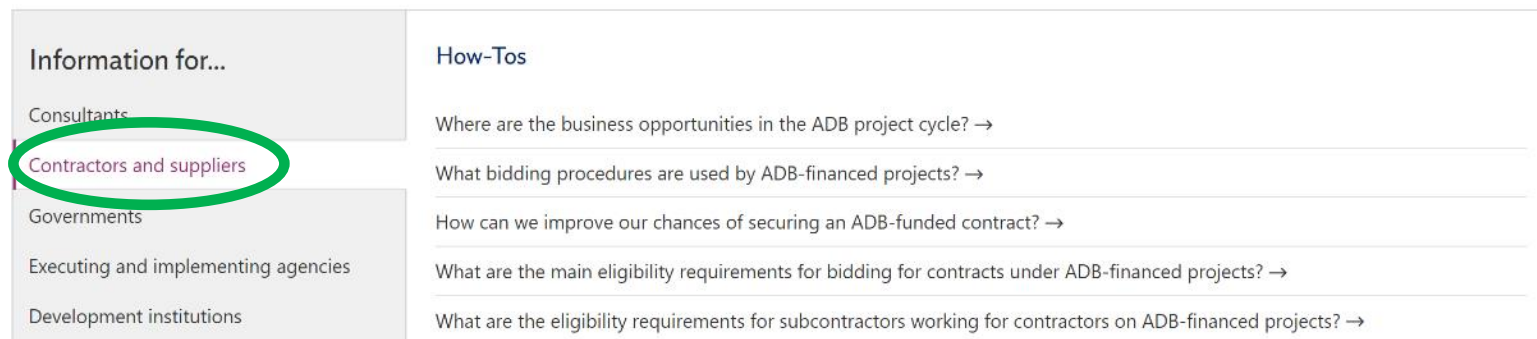 Information for...
Consultants
Contractors and suppliers
Governments
Executing and implementing agencies
Development institutions
How-Tos
Where are the business opportunities in the ADB project cycle? →
What bidding procedures are used by ADB-financed projects? →
How can we improve our chances of securing an ADB-funded contract? →
What are the main eligibility requirements for bidding for contracts under ADB-financed projects? →
What are the eligibility requirements for subcontractors working for contractors on ADB-financed projects? →